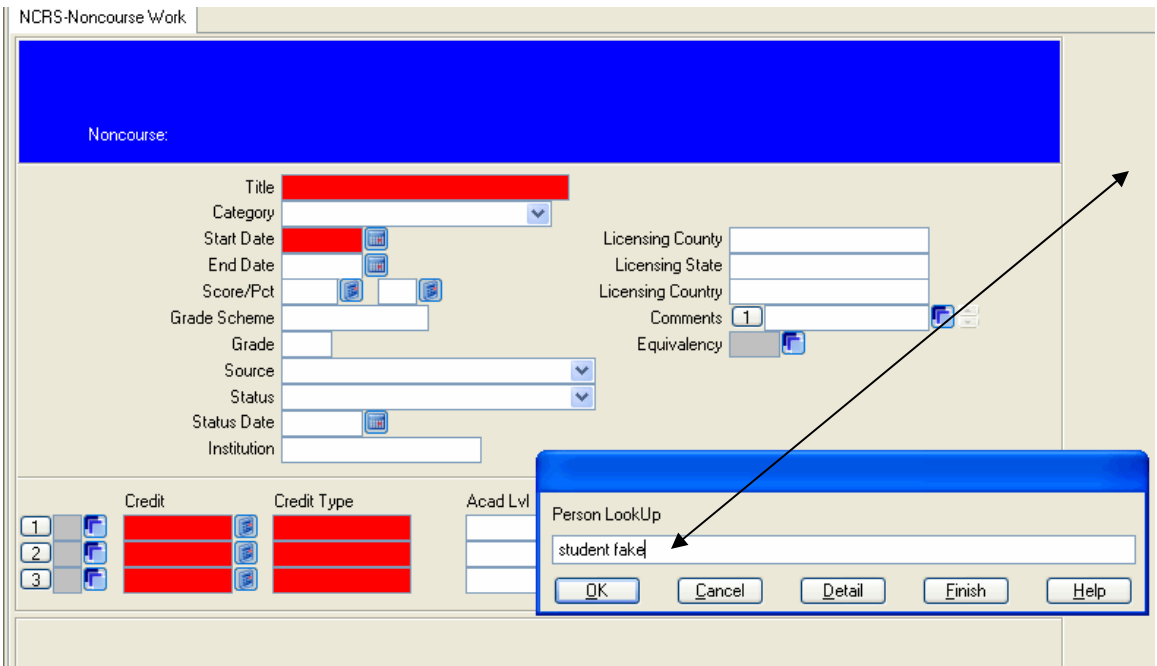 NCRS-Noncourse Work
Noncourse:
Title
Category
Start Date
End Date
Score/Pct
Grade Scheme
Grade
Source
Status
Status Date
Institution
Licensing County
Licensing State
Licensing Country
Comments 1
Equivalency
Credit Credit Type Acad Lvl
1
2
3
Person LookUp
student fake
OK Cancel Detail Finish Help